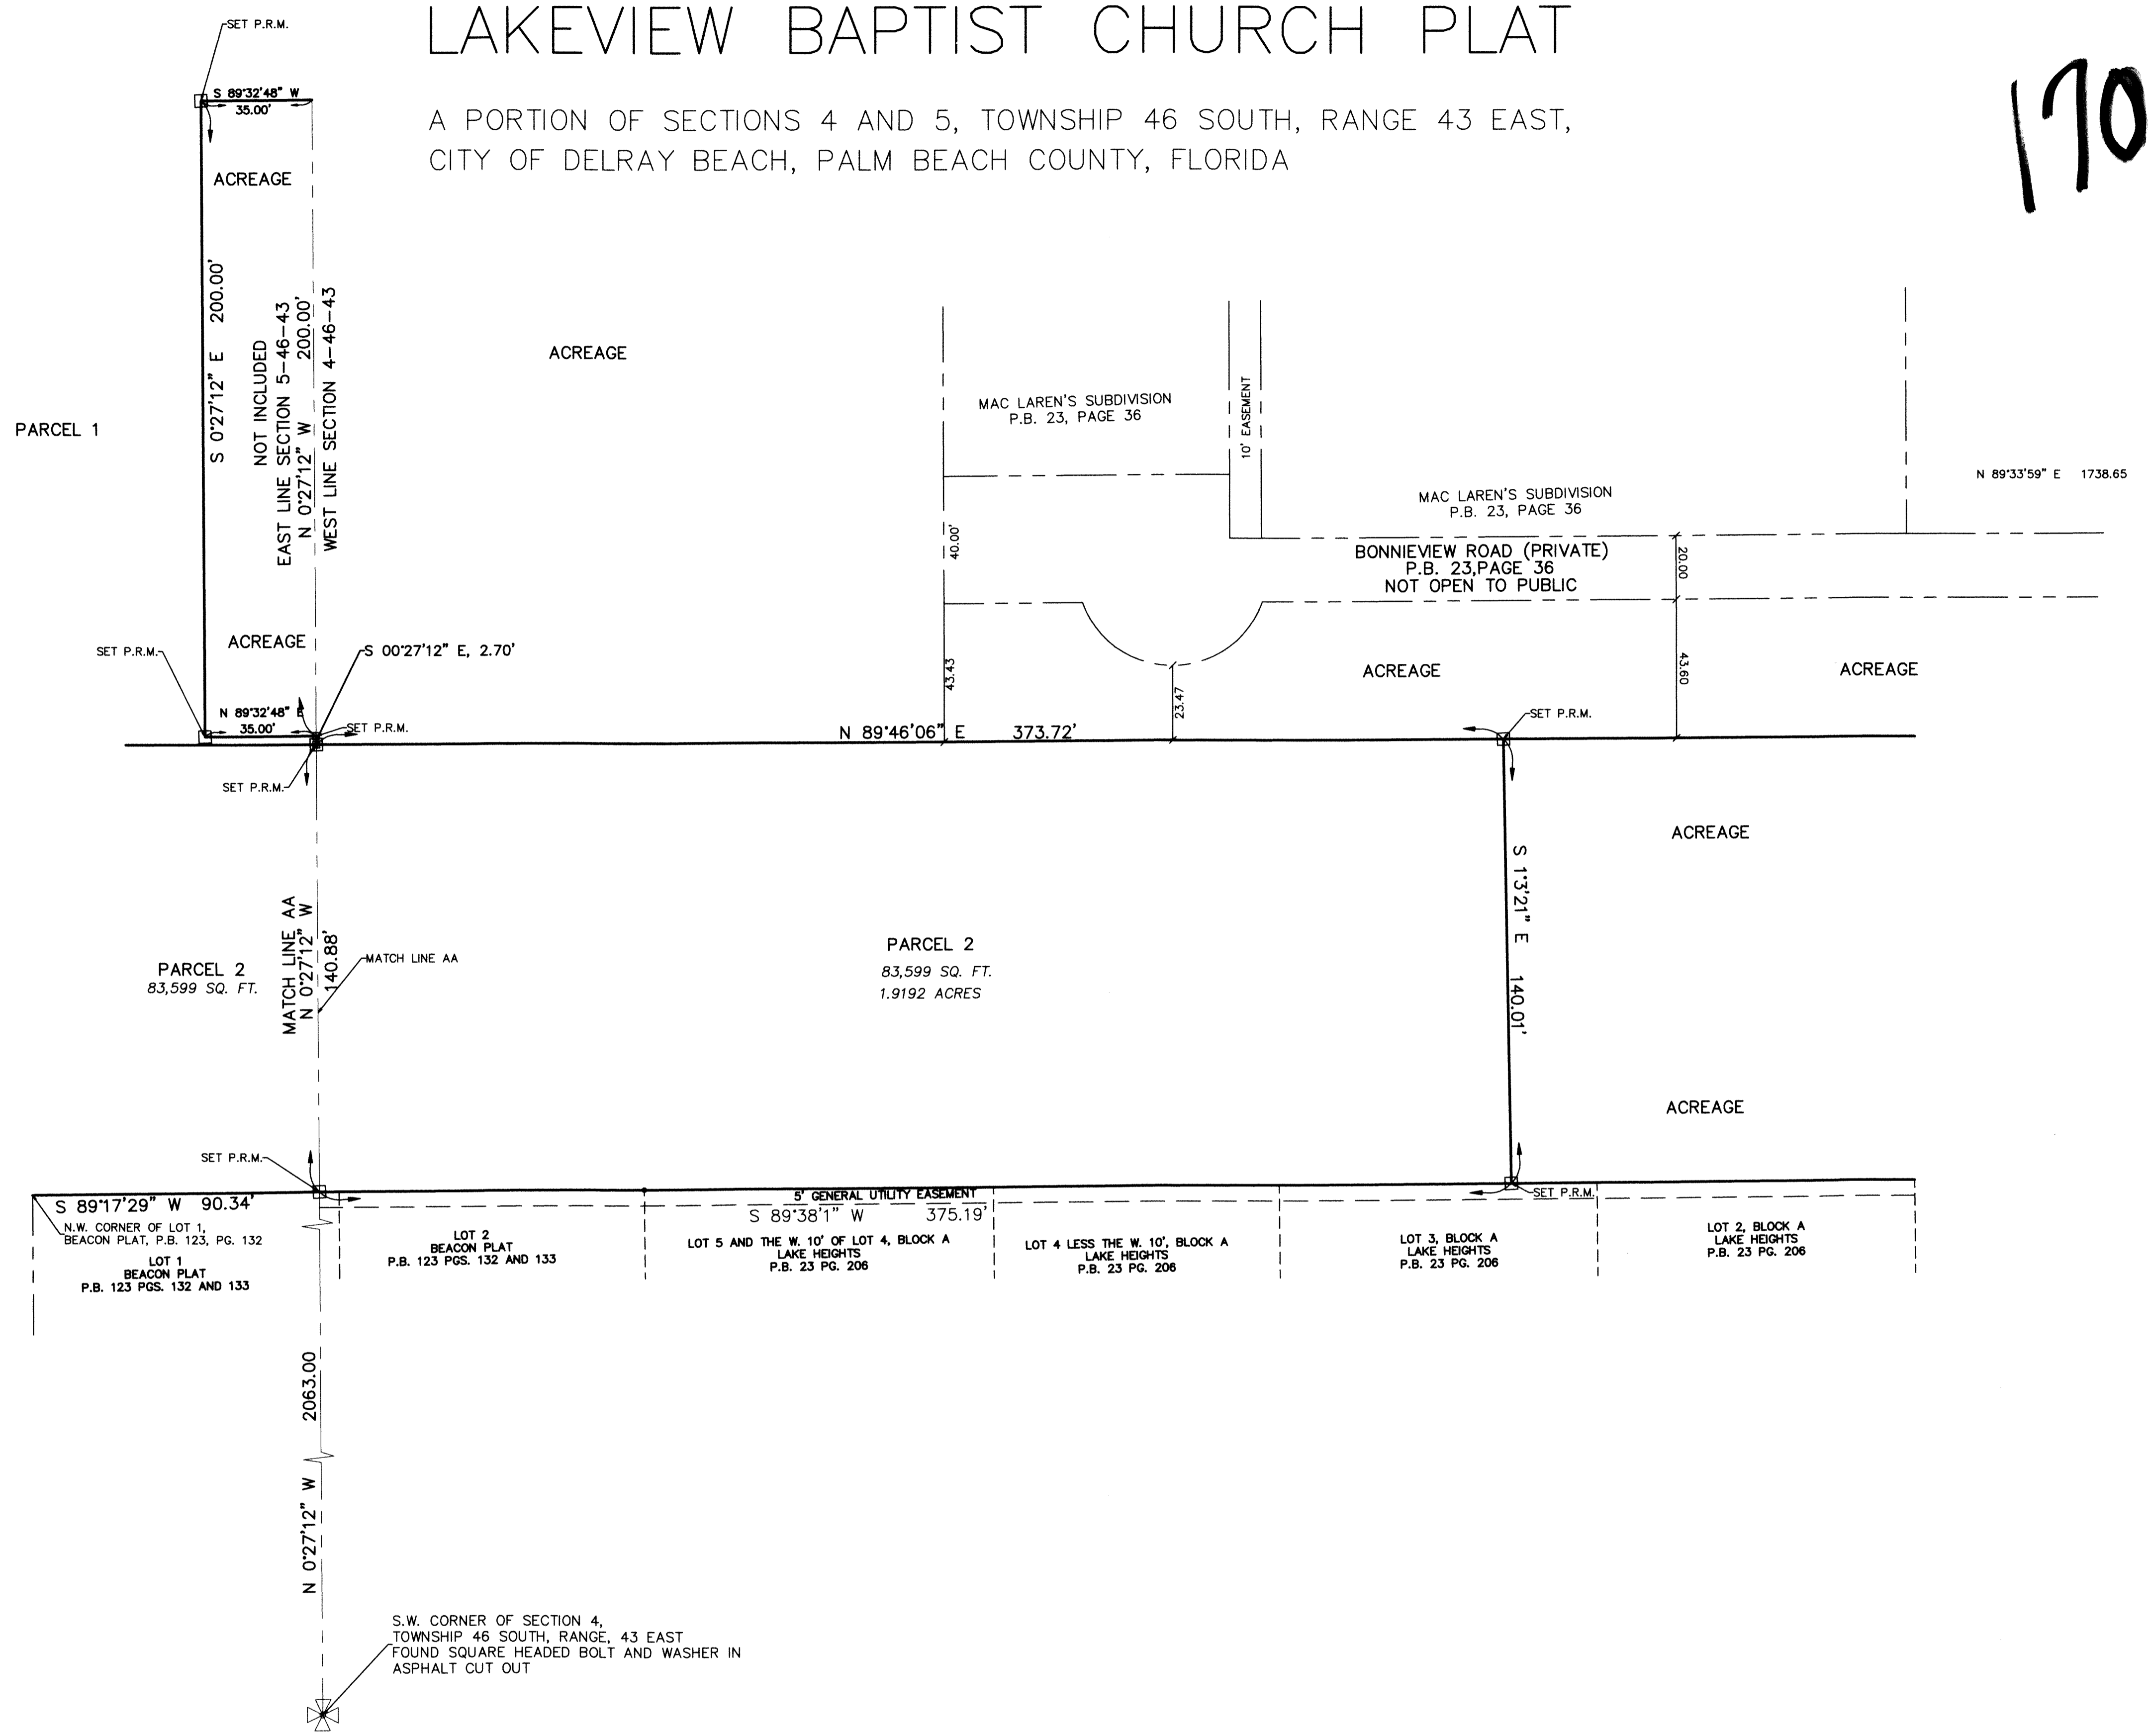 LAKEVIEW BAPTIST CHURCH PLAT
170
A PORTION OF SECTIONS 4 AND 5, TOWNSHIP 46 SOUTH, RANGE 43 EAST,
CITY OF DELRAY BEACH, PALM BEACH COUNTY, FLORIDA
SET P.R.M.
S 89°32'48" W
35.00'
ACREAGE
S 0°27'12" E 200.00'
NOT INCLUDED
EAST LINE SECTION 5-46-43
N 0°27'12" W 200.00'
WEST LINE SECTION 4-46-43
PARCEL 1
ACREAGE
MAC LAREN'S SUBDIVISION
P.B. 23, PAGE 36
10' EASEMENT
MAC LAREN'S SUBDIVISION
P.B. 23, PAGE 36
N 89°33'59" E 1738.65
40.00'
BONNIEVIEW ROAD (PRIVATE)
P.B. 23,PAGE 36
NOT OPEN TO PUBLIC
20.00
ACREAGE
SET P.R.M.
S 00°27'12" E, 2.70'
43.43
23.47
ACREAGE
43.60
ACREAGE
N 89°32'48" E
35.00'
SET P.R.M.
N 89°46'06" E 373.72'
SET P.R.M.
SET P.R.M.
ACREAGE
S 1°3'21" E 140.01'
MATCH LINE AA
N 0°27'12" W
140.88'
MATCH LINE AA
PARCEL 2
83,599 SQ. FT.
PARCEL 2
83,599 SQ. FT.
1.9192 ACRES
ACREAGE
SET P.R.M.
SET P.R.M.
S 89°17'29" W 90.34'
5' GENERAL UTILITY EASEMENT
S 89°38'1" W 375.19'
N.W. CORNER OF LOT 1,
BEACON PLAT, P.B. 123, PG. 132
LOT 1
BEACON PLAT
P.B. 123 PGS. 132 AND 133
LOT 2
BEACON PLAT
P.B. 123 PGS. 132 AND 133
LOT 5 AND THE W. 10' OF LOT 4, BLOCK A
LAKE HEIGHTS
P.B. 23 PG. 206
LOT 4 LESS THE W. 10', BLOCK A
LAKE HEIGHTS
P.B. 23 PG. 206
LOT 3, BLOCK A
LAKE HEIGHTS
P.B. 23 PG. 206
LOT 2, BLOCK A
LAKE HEIGHTS
P.B. 23 PG. 206
N 0°27'12" W 2063.00
S.W. CORNER OF SECTION 4,
TOWNSHIP 46 SOUTH, RANGE, 43 EAST
FOUND SQUARE HEADED BOLT AND WASHER IN
ASPHALT CUT OUT